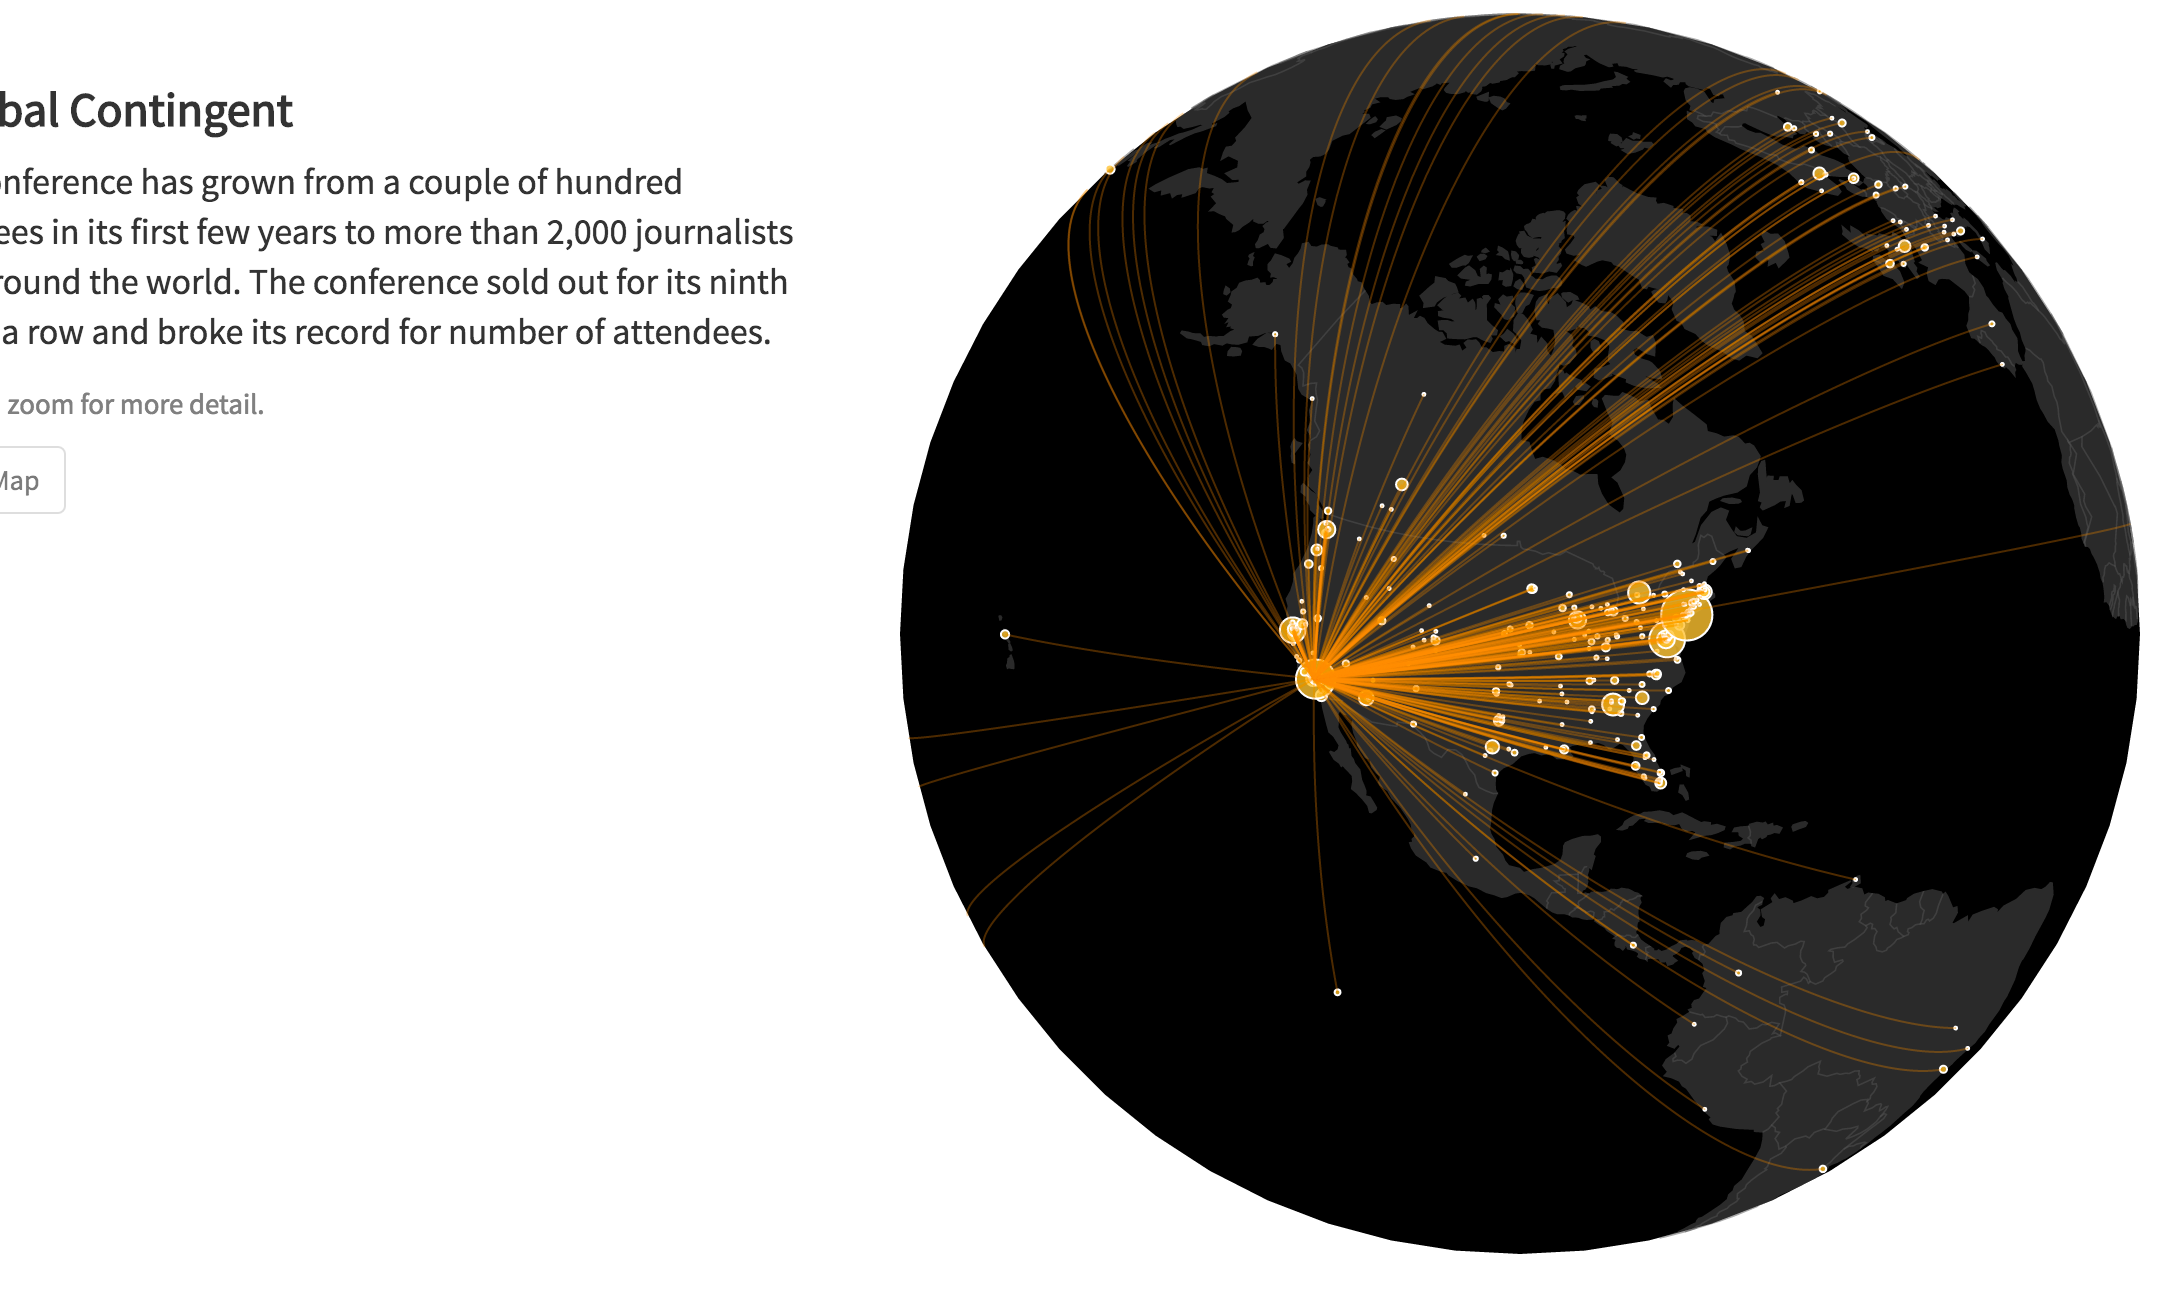 bal Contingent
onference has grown from a couple of hundred
ees in its first few years to more than 2,000 journalists
round the world. The conference sold out for its ninth
a row and broke its record for number of attendees.
zoom for more detail.
Map